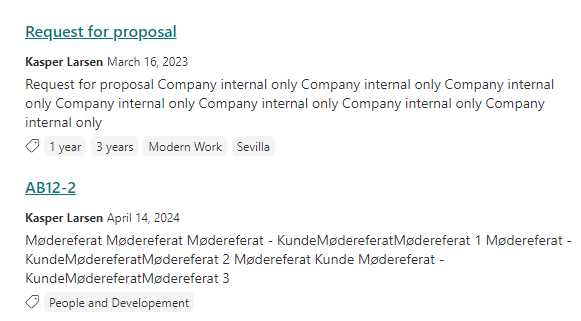 Request for proposal
Kasper Larsen March 16, 2023
Request for proposal Company internal only Company internal only Company internal
only Company internal only Company internal only Company internal only Company
internal only
1 year 3 years Modern Work Sevilla
AB12-2
Kasper Larsen April 14, 2024
Mødereferat Mødereferat Mødereferat - KundeMødereferatMødereferat 1 Mødereferat -
KundeMødereferatMødereferat 2 Mødereferat Kunde Mødereferat -
KundeMødereferatMødereferat 3
People and Developement